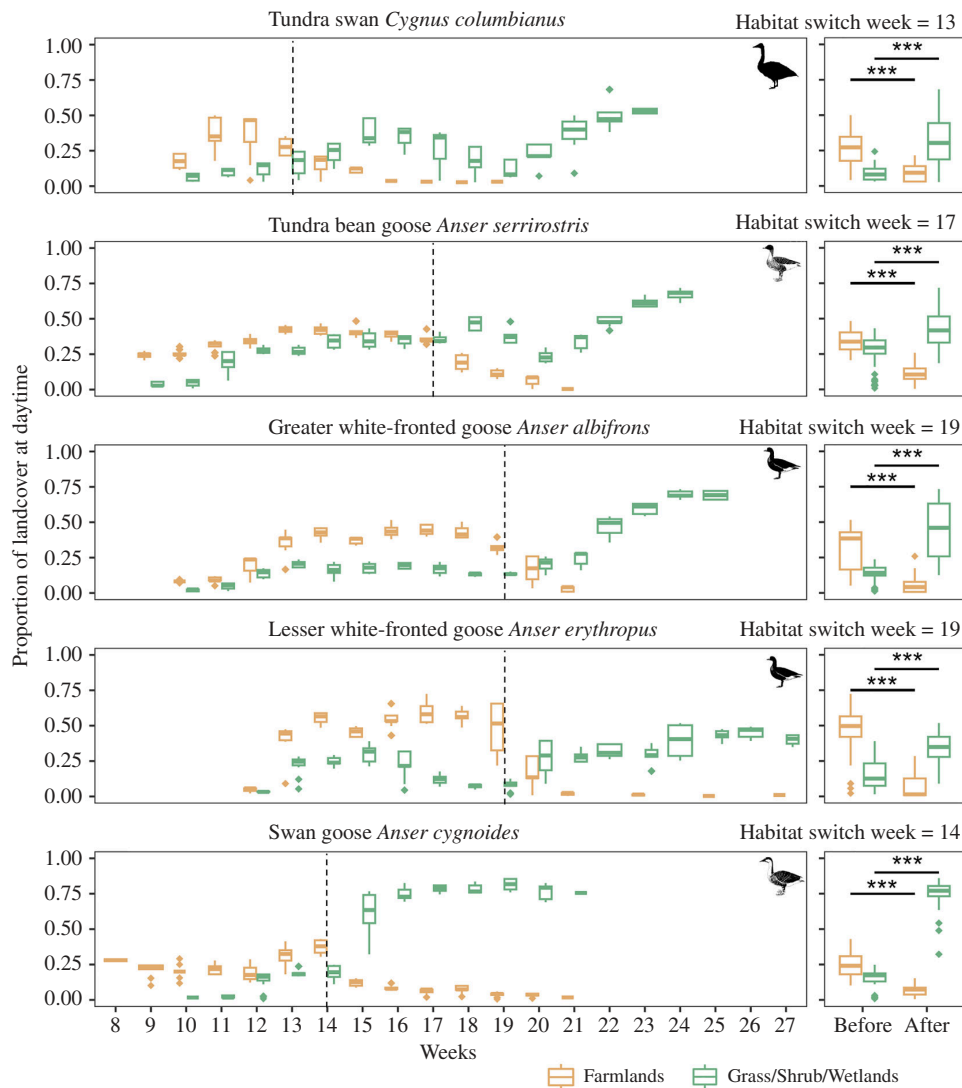 Tundra swan Cygnus columbianus
Habitat switch week = 13
1.00
0.75
0.50
0.25
0.00
***
***
Tundra bean goose Anser serrirostris
Habitat switch week = 17
1.00
0.75
0.50
0.25
0.00
***
***
Greater white-fronted goose Anser albifrons
Habitat switch week = 19
1.00
0.75
0.50
0.25
0.00
***
***
Proportion of landcover at daytime
Lesser white-fronted goose Anser erythropus
Habitat switch week = 19
1.00
0.75
0.50
0.25
0.00
***
***
Swan goose Anser cygnoides
Habitat switch week = 14
1.00
0.75
0.50
0.25
0.00
***
***
8 9 10 11 12 13 14 15 16 17 18 19 20 21 22 23 24 25 26 27
Before After
Weeks
Farmlands Grass/Shrub/Wetlands